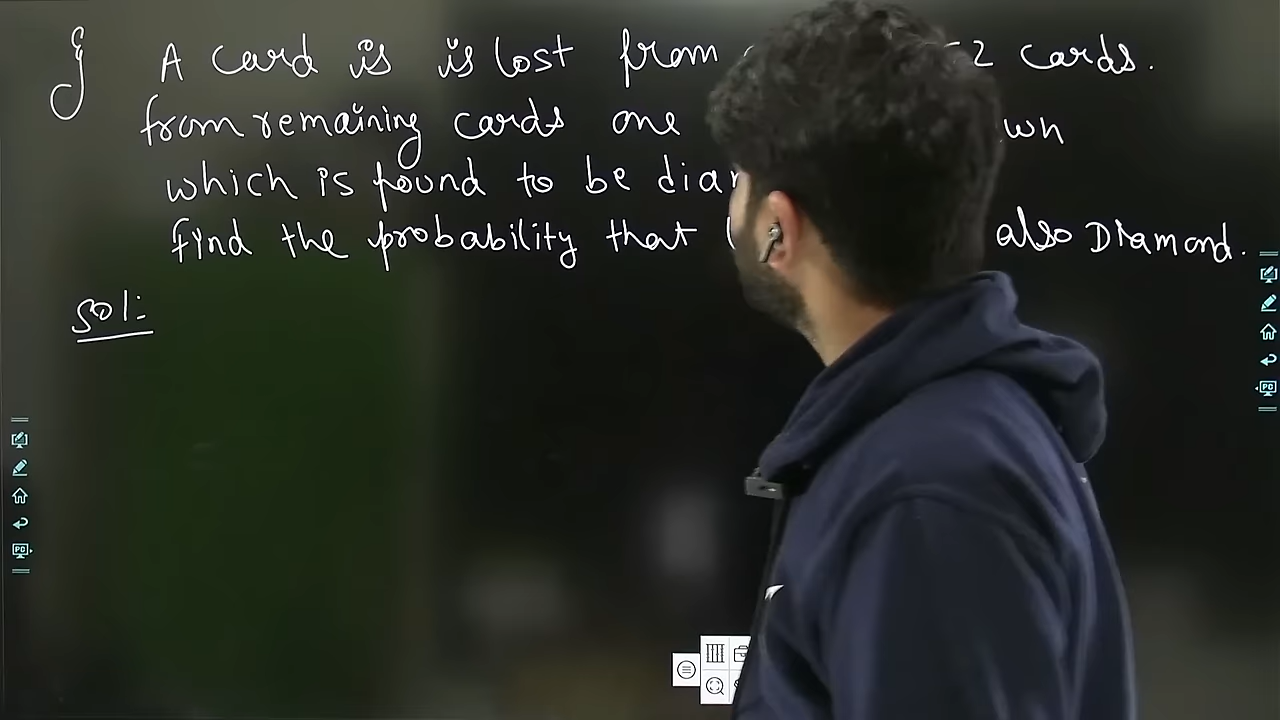 J A card is is lost from 2 cards.
from remaining cards one wn
which is found to be diam
find the probability that also Diamond.
Sol: